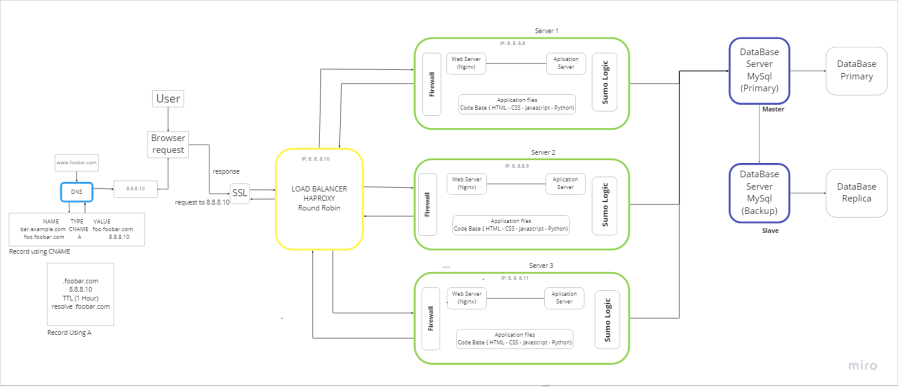 User
Browser
request
www.foobar.com
DNS
8.8.8.10
NAME TYPE VALUE
bar.example.com CNAME foo.foobar.com
foo.foobar.com A 8.8.8.10
Record using CNAME
.foobar.com
8.8.8.10
TTL (1 Hour)
resolve .foobar.com
Record Using A
response
request to 8.8.8.10
SSL
IP: 8. 8. 8.10
LOAD BALANCER
HAPROXY
Round Robin
Server 1
IP: 8. 8. 8.8
Firewall
Web Server
(Nginx)
Aplication
Server
Application files
Code Base ( HTML - CSS - Javascript - Python)
Sumo Logic
Server 2
IP: 8. 8.8.9
Firewall
Web Server
(Nginx)
Aplication
Server
Application files
Code Base ( HTML - CSS - Javascript - Python)
Sumo Logic
Server 3
IP: 8. 8. 8.11
Firewall
Web Server
(Nginx)
Aplication
Server
Application files
Code Base ( HTML - CSS - Javascript - Python)
Sumo Logic
DataBase
Server
MySql
(Primary)
Master
DataBase
Primary
DataBase
Server
MySql
(Backup)
Slave
DataBase
Replica
miro